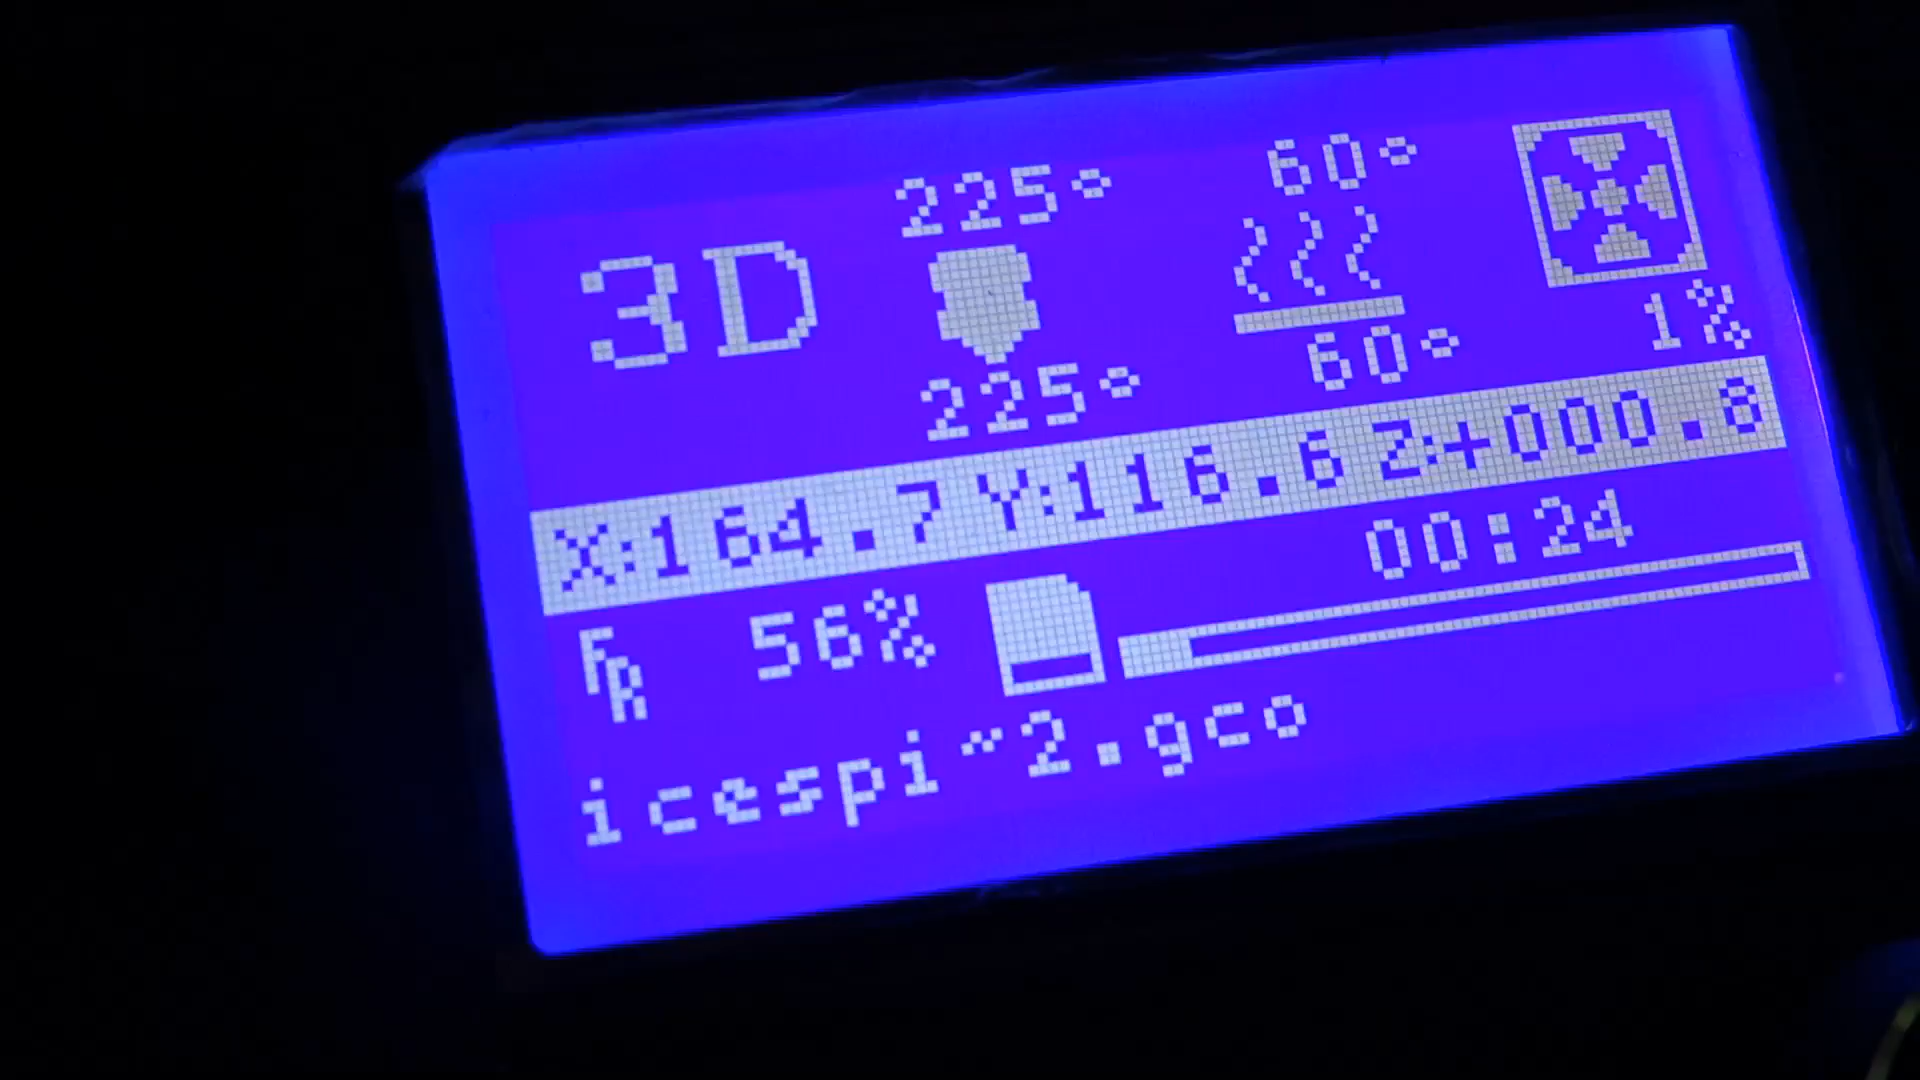 225° 60°
3D
225° 60° 1%
X:164.7 Y:116.6 Z:+000.8
00:24
FR 56%
icespi~2.gco